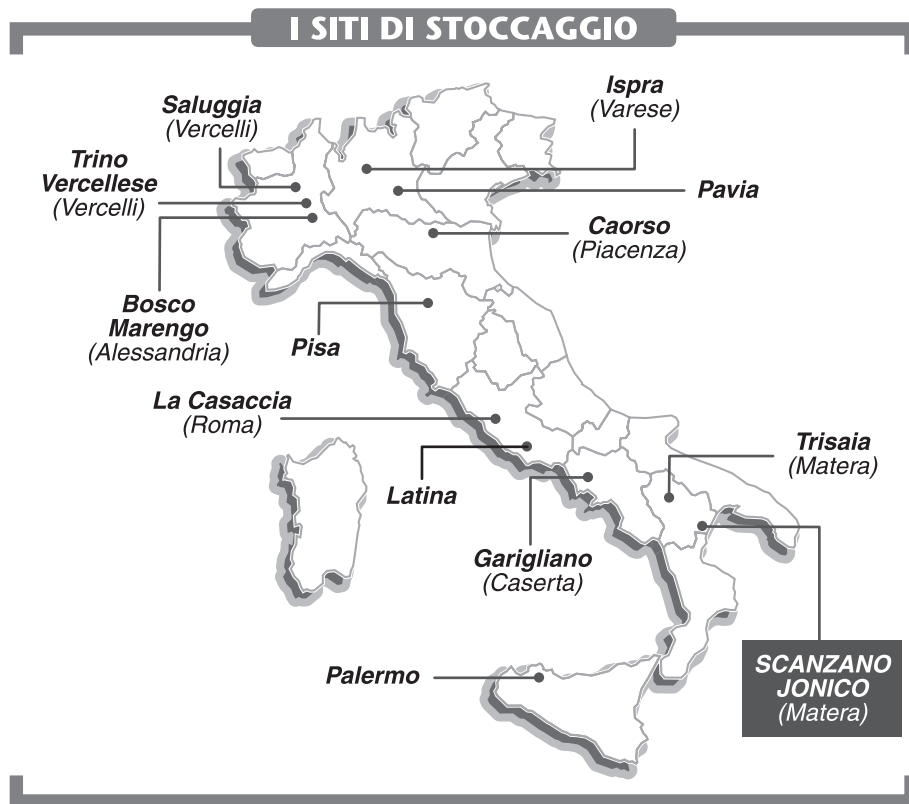 I SITI DI STOCCAGGIO
Saluggia
(Vercelli)
Ispra
(Varese)
Trino
Vercellese
(Vercelli)
Pavia
Caorso
(Piacenza)
Bosco
Marengo
(Alessandria)
Pisa
La Casaccia
(Roma)
Trisaia
(Matera)
Latina
Garigliano
(Caserta)
Palermo
SCANZANO
JONICO
(Matera)